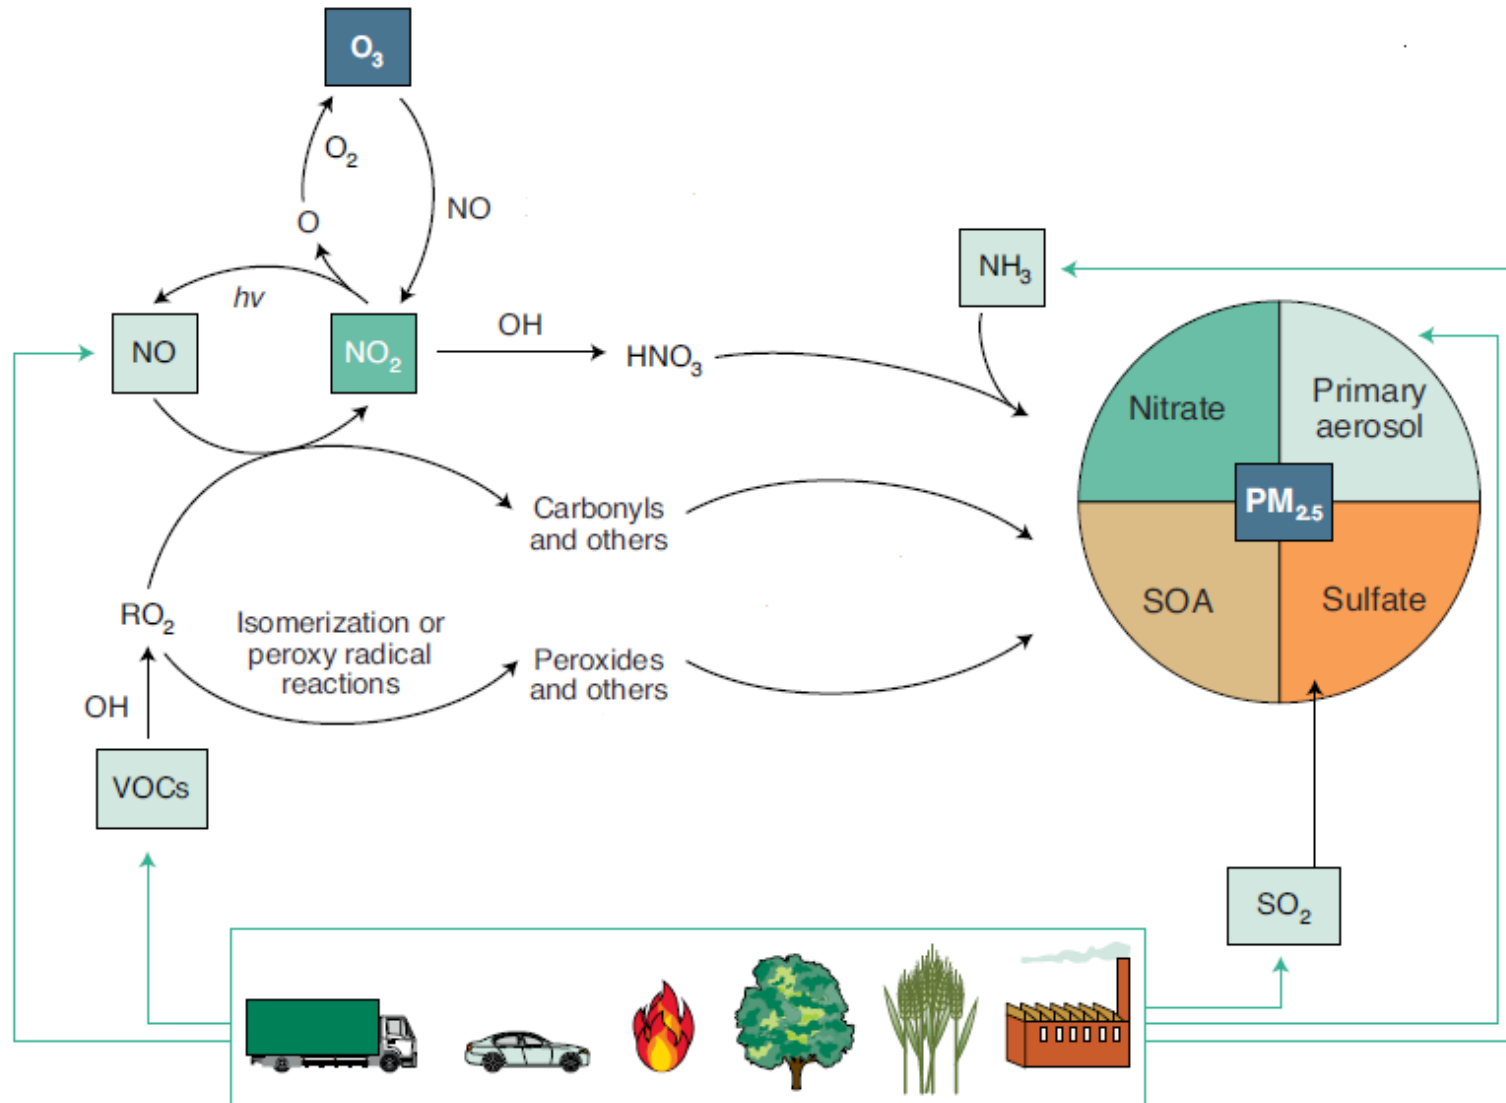 O₃
O₂
O
NO
hv
NO
NO₂
OH
HNO₃
NH₃
Nitrate
Primary
aerosol
PM₂.₅
SOA
Sulfate
Carbonyls
and others
RO₂
Isomerization or
peroxy radical
reactions
Peroxides
and others
OH
VOCs
SO₂